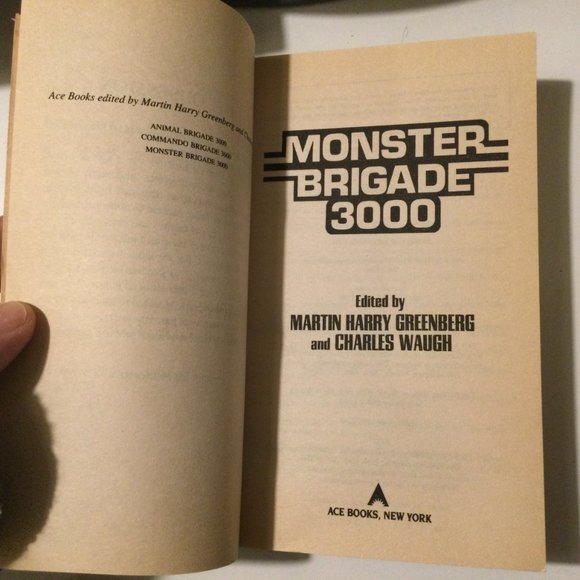 Ace Books edited by Martin Harry Greenberg and
ANIMAL BRIGADE 3000
COMMANDO BRIGADE 3000
MONSTER BRIGADE 3000
MONSTER
BRIGADE
3000
Edited by
MARTIN HARRY GREENBERG
and CHARLES WAUGH
ACE BOOKS, NEW YORK